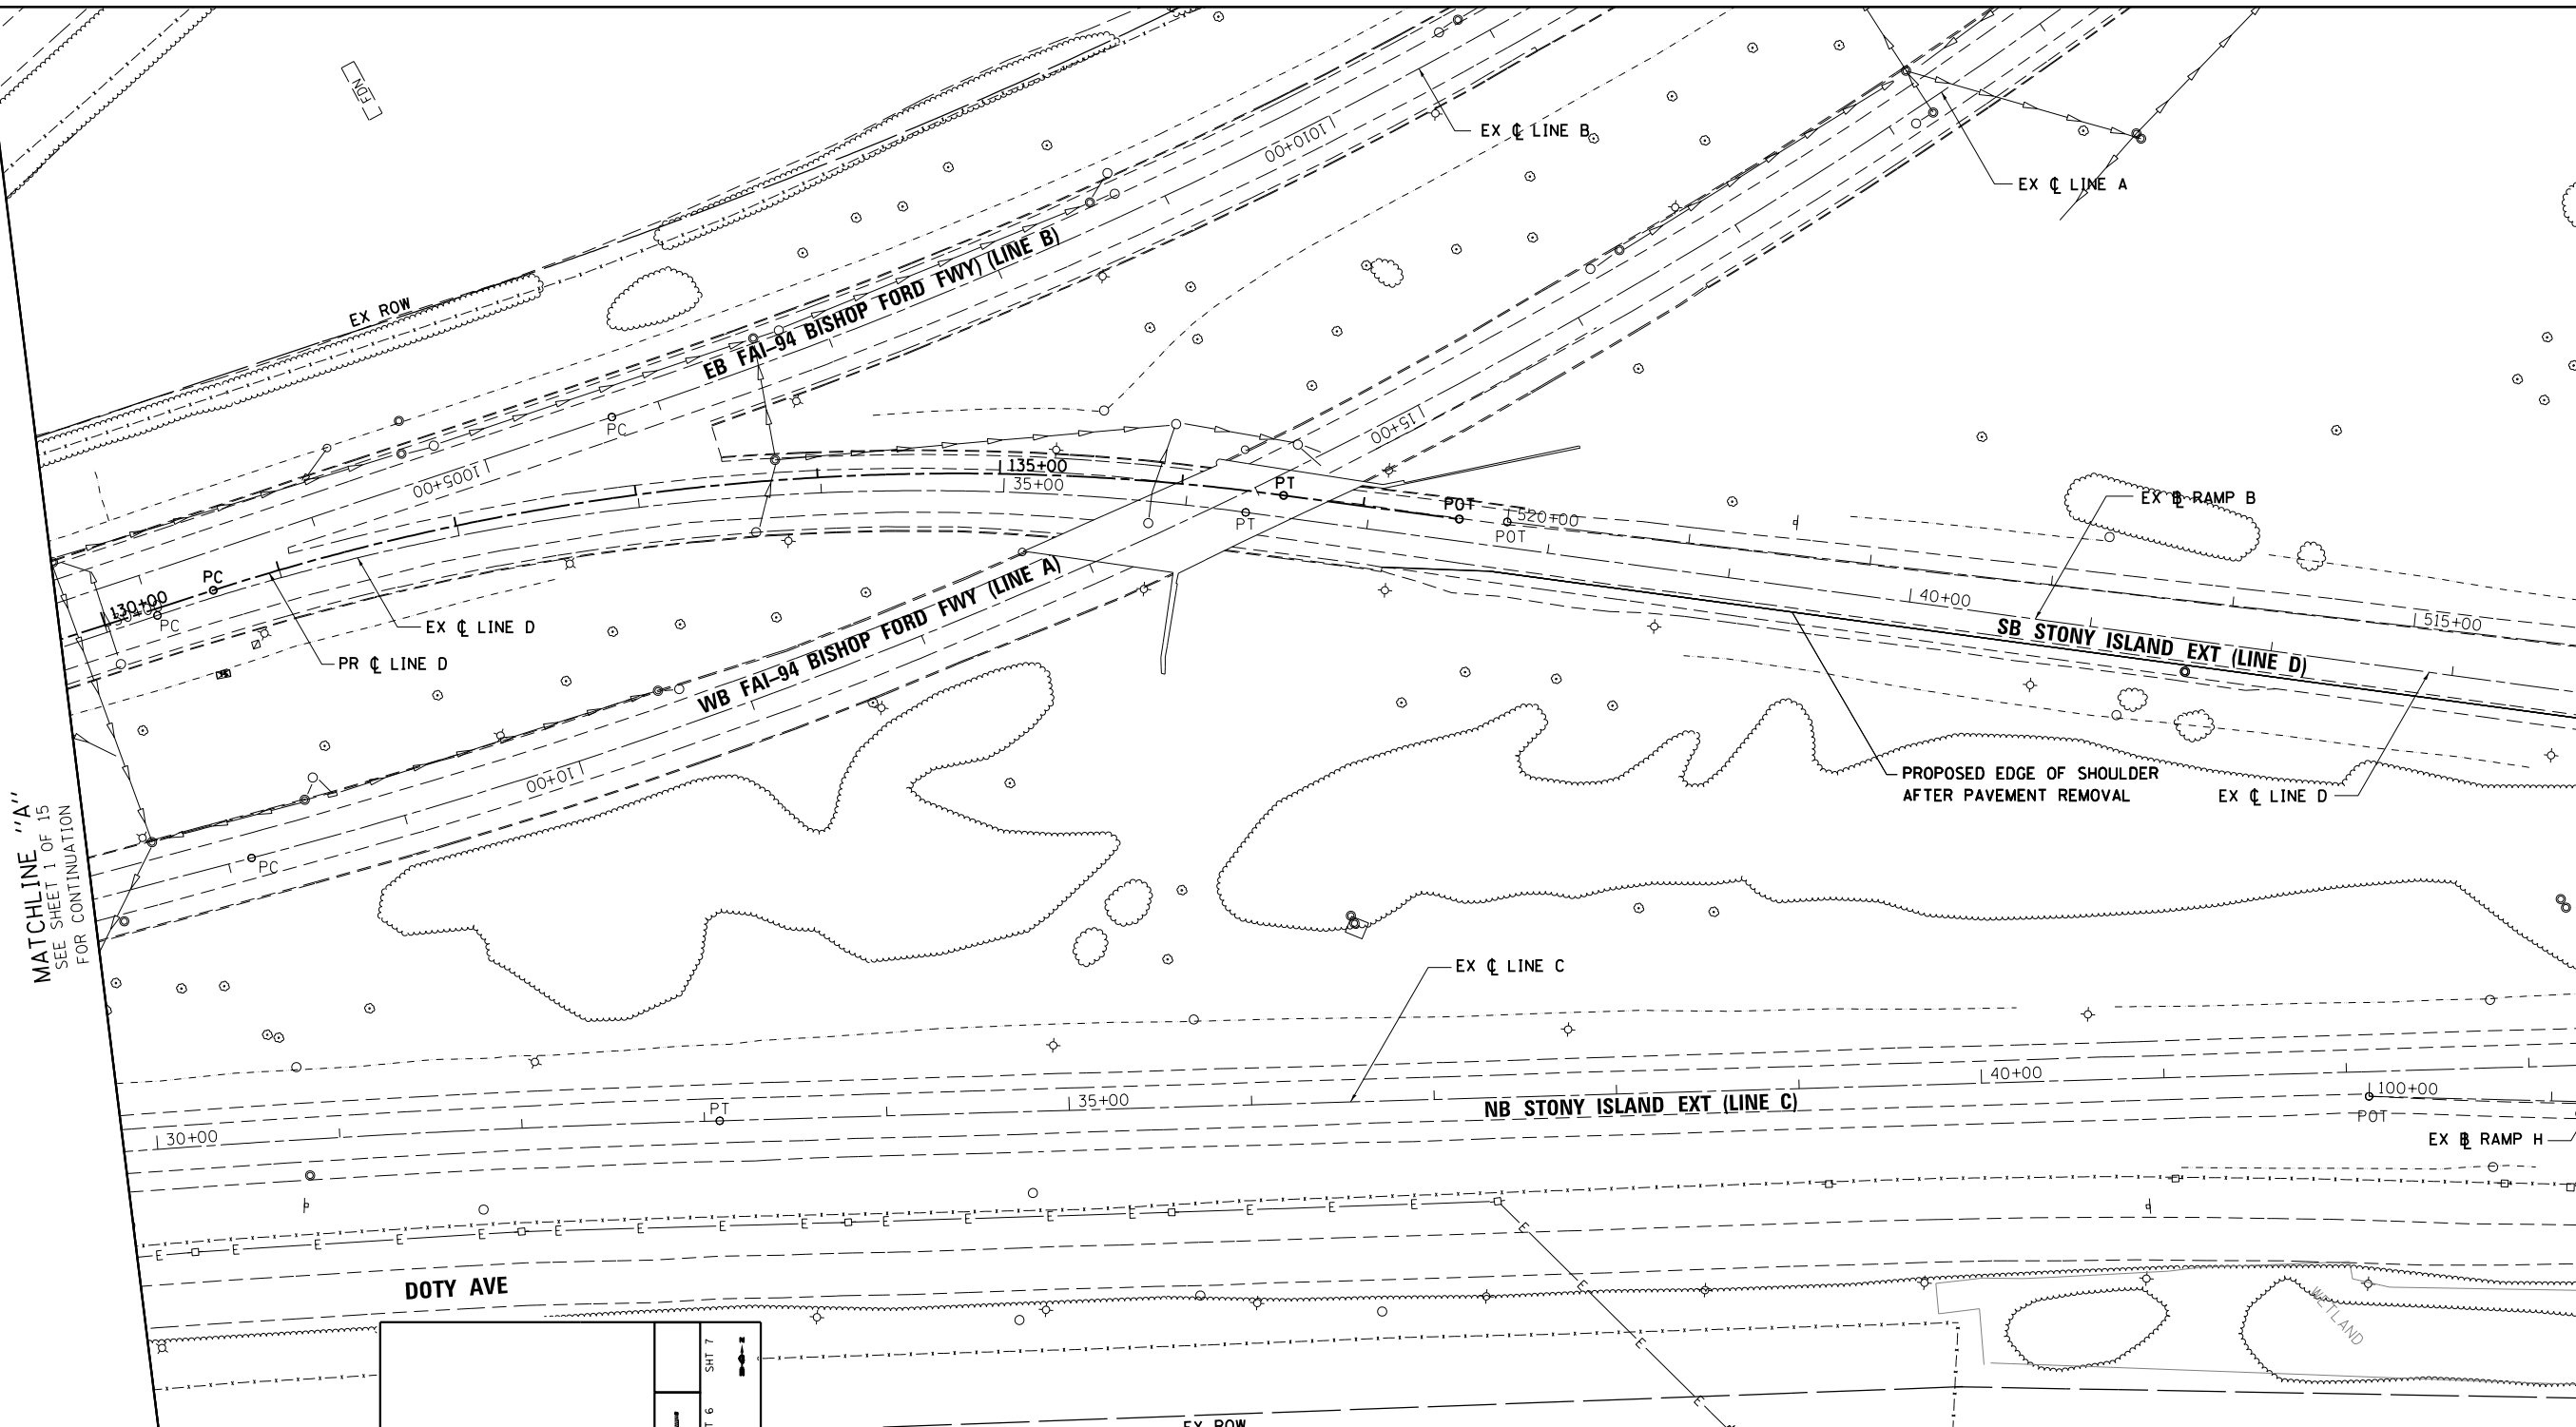 FDN
EX ℄ LINE B
EX ℄ LINE A
1010+00
EX ROW
EB FAI-94 BISHOP FORD FWY) (LINE B)
PC
1005+00
15+00
135+00
35+00
PT
PT
POT
POT
520+00
EX ℄ RAMP B
PC
130+00
PC
EX ℄ LINE D
PR ℄ LINE D
WB FAI-94 BISHOP FORD FWY (LINE A)
40+00
515+00
SB STONY ISLAND EXT (LINE D)
10+00
PC
PROPOSED EDGE OF SHOULDER
AFTER PAVEMENT REMOVAL
EX ℄ LINE D
MATCHLINE ''A''
SEE SHEET 1 OF 15
FOR CONTINUATION
EX ℄ LINE C
30+00
PT
35+00
NB STONY ISLAND EXT (LINE C)
40+00
100+00
POT
EX ℄ RAMP H
E E E E E E E E E E E E E E E E
E
E
E
E
DOTY AVE
WETLAND
SHT 7
EX ROW